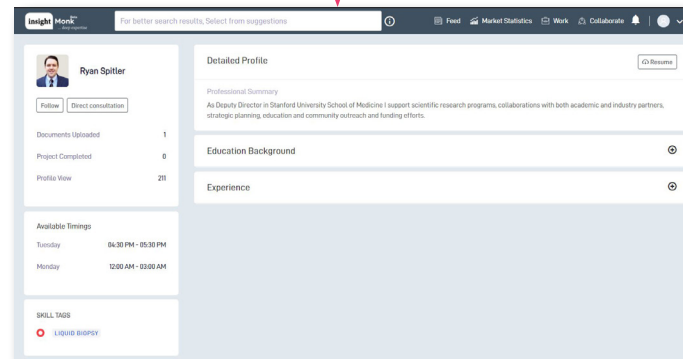 insight Monk Beta
deep expertise
For better search results, Select from suggestions
Feed
Market Statistics
Work
Collaborate
Ryan Spitler
Follow
Direct consultation
Documents Uploaded 1
Project Completed 0
Profile View 211
Available Timings
Tuesday 04:30 PM - 05:30 PM
Monday 12:00 AM - 03:00 AM
SKILL TAGS
LIQUID BIOPSY
Detailed Profile
Resume
Professional Summary
As Deputy Director in Stanford University School of Medicine I support scientific research programs, collaborations with both academic and industry partners,
strategic planning, education and community outreach and funding efforts.
Education Background
Experience